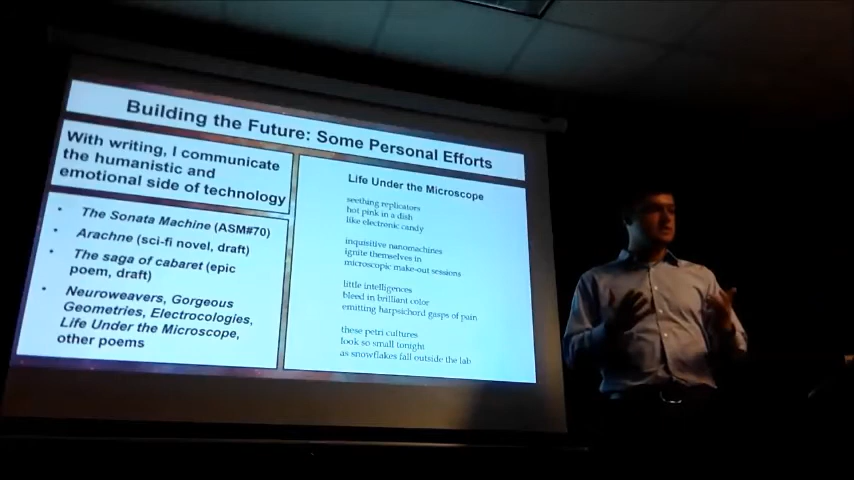 Building the Future: Some Personal Efforts
With writing, I communicate
the humanistic and
emotional side of technology
• The Sonata Machine (ASM#70)
• Arachne (sci-fi novel, draft)
• The saga of cabaret (epic
poem, draft)
• Neuroweavers, Gorgeous
Geometries, Electrocologies,
Life Under the Microscope,
other poems
Life Under the Microscope
seething replicators
hot pink in a dish
like electronic candy
inquisitive nanomachines
ignite themselves in
microscopic make-out sessions
little intelligences
bleed in brilliant color
emitting harpsichord gasps of pain
these petri cultures
look so small tonight
as snowflakes fall outside the lab